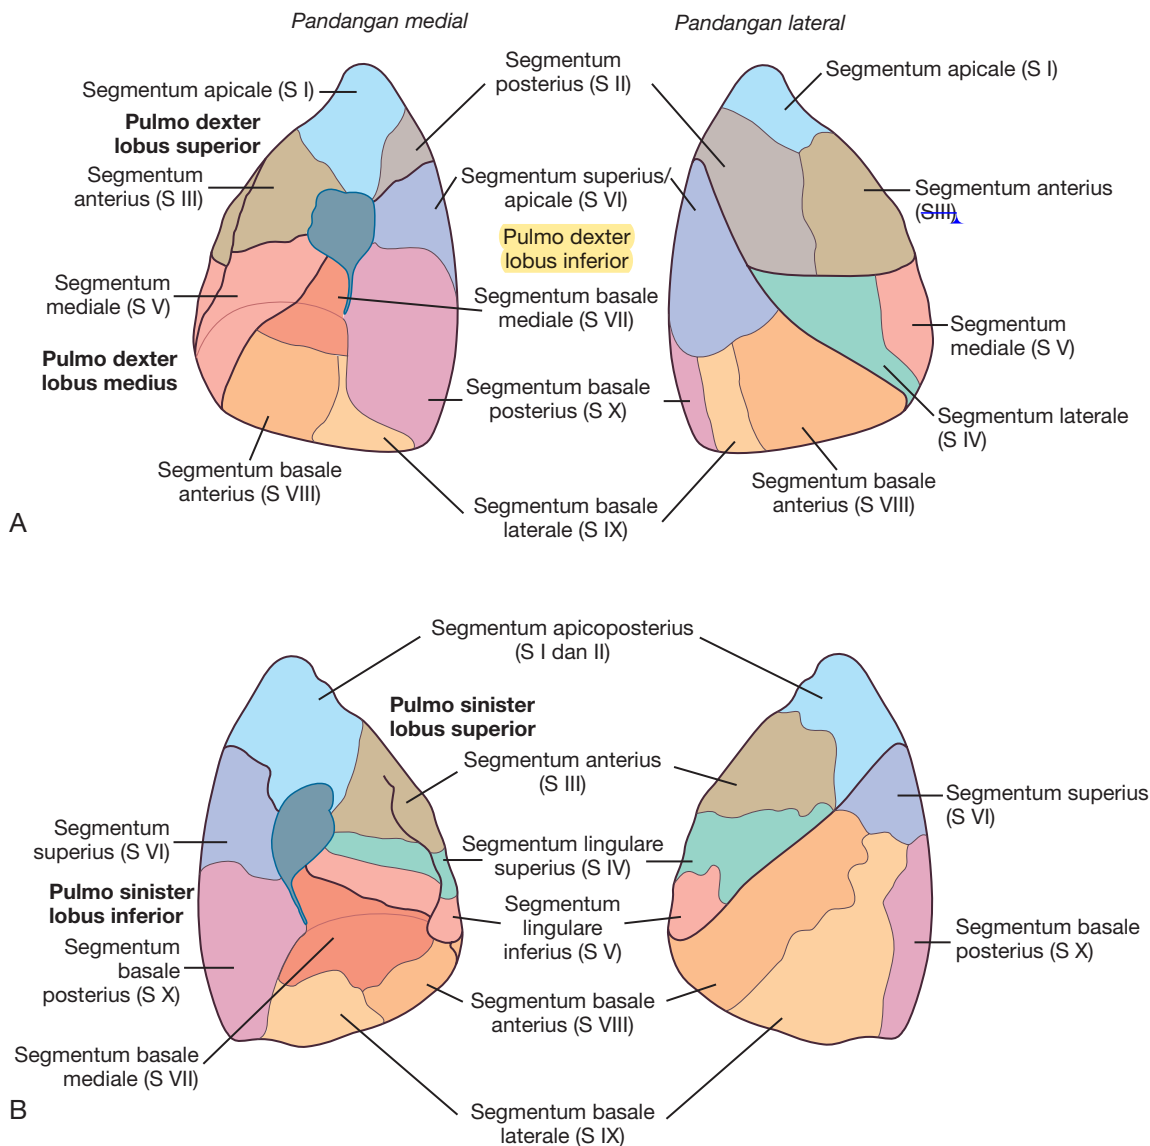 Pandangan medial
Pandangan lateral
Segmentum apicale (S I)
Pulmo dexter
lobus superior
Segmentum
anterius (S III)
Segmentum
mediale (S V)
Pulmo dexter
lobus medius
Segmentum basale
anterius (S VIII)
Segmentum
posterius (S II)
Segmentum superius/
apicale (S VI)
Pulmo dexter
lobus inferior
Segmentum basale
mediale (S VII)
Segmentum basale
posterius (S X)
Segmentum basale
laterale (S IX)
Segmentum apicale (S I)
Segmentum anterius
(SIII)
Segmentum
mediale (S V)
Segmentum laterale
(S IV)
Segmentum basale
anterius (S VIII)
A
Segmentum apicoposterius
(S I dan II)
Pulmo sinister
lobus superior
Segmentum anterius
(S III)
Segmentum
superius (S VI)
Pulmo sinister
lobus inferior
Segmentum
basale
posterius (S X)
Segmentum basale
mediale (S VII)
Segmentum lingulare
superius (S IV)
Segmentum
lingulare
inferius (S V)
Segmentum basale
anterius (S VIII)
Segmentum basale
laterale (S IX)
Segmentum superius
(S VI)
Segmentum basale
posterius (S X)
B